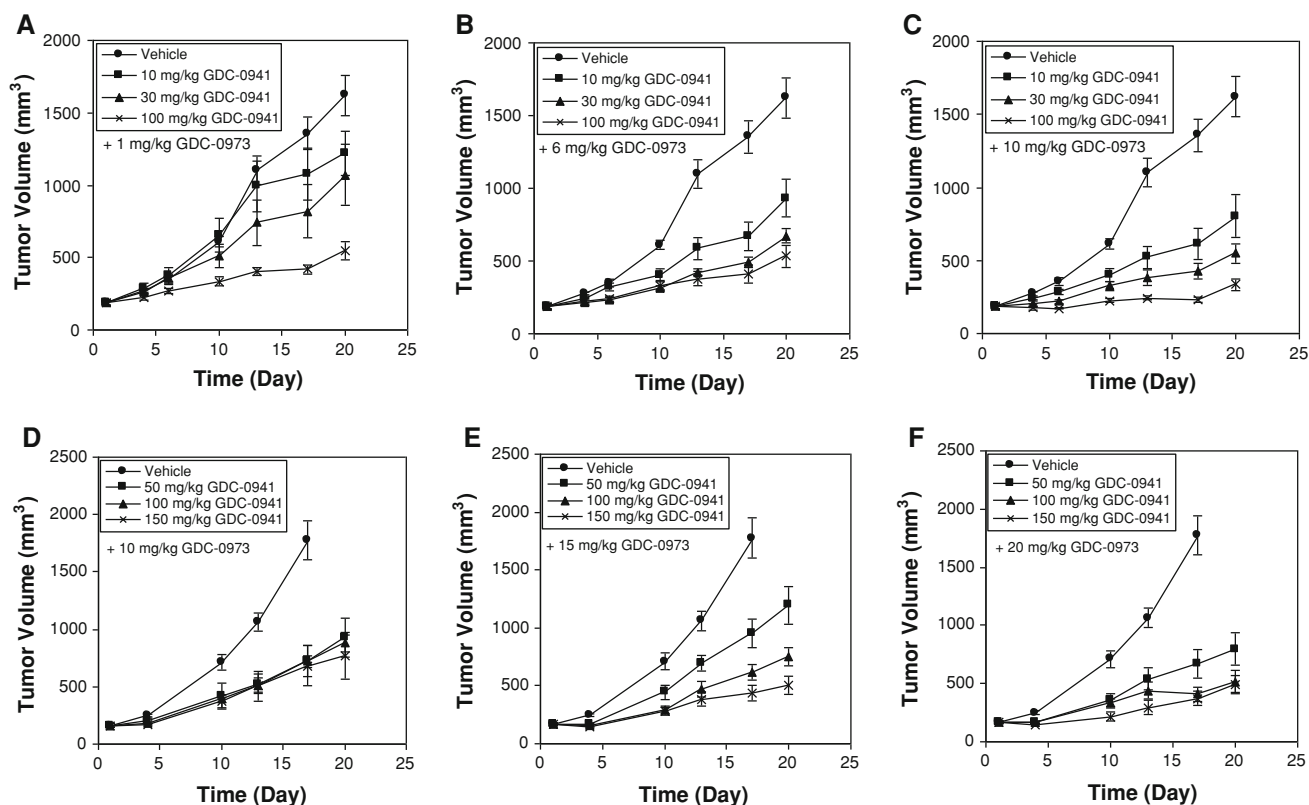 A
Tumor Volume (mm³)
2000
1500
1000
500
0
Vehicle
10 mg/kg GDC-0941
30 mg/kg GDC-0941
100 mg/kg GDC-0941
+ 1 mg/kg GDC-0973
0 5 10 15 20 25
Time (Day)
B
Tumor Volume (mm³)
2000
1500
1000
500
0
Vehicle
10 mg/kg GDC-0941
30 mg/kg GDC-0941
100 mg/kg GDC-0941
+ 6 mg/kg GDC-0973
0 5 10 15 20 25
Time (Day)
C
Tumor Volume (mm³)
2000
1500
1000
500
0
Vehicle
10 mg/kg GDC-0941
30 mg/kg GDC-0941
100 mg/kg GDC-0941
+ 10 mg/kg GDC-0973
0 5 10 15 20 25
Time (Day)
D
Tumor Volume (mm³)
2500
2000
1500
1000
500
0
Vehicle
50 mg/kg GDC-0941
100 mg/kg GDC-0941
150 mg/kg GDC-0941
+ 10 mg/kg GDC-0973
0 5 10 15 20 25
Time (Day)
E
Tumor Volume (mm³)
2500
2000
1500
1000
500
0
Vehicle
50 mg/kg GDC-0941
100 mg/kg GDC-0941
150 mg/kg GDC-0941
+ 15 mg/kg GDC-0973
0 5 10 15 20 25
Time (Day)
F
Tumor Volume (mm³)
2500
2000
1500
1000
500
0
Vehicle
50 mg/kg GDC-0941
100 mg/kg GDC-0941
150 mg/kg GDC-0941
+ 20 mg/kg GDC-0973
0 5 10 15 20 25
Time (Day)